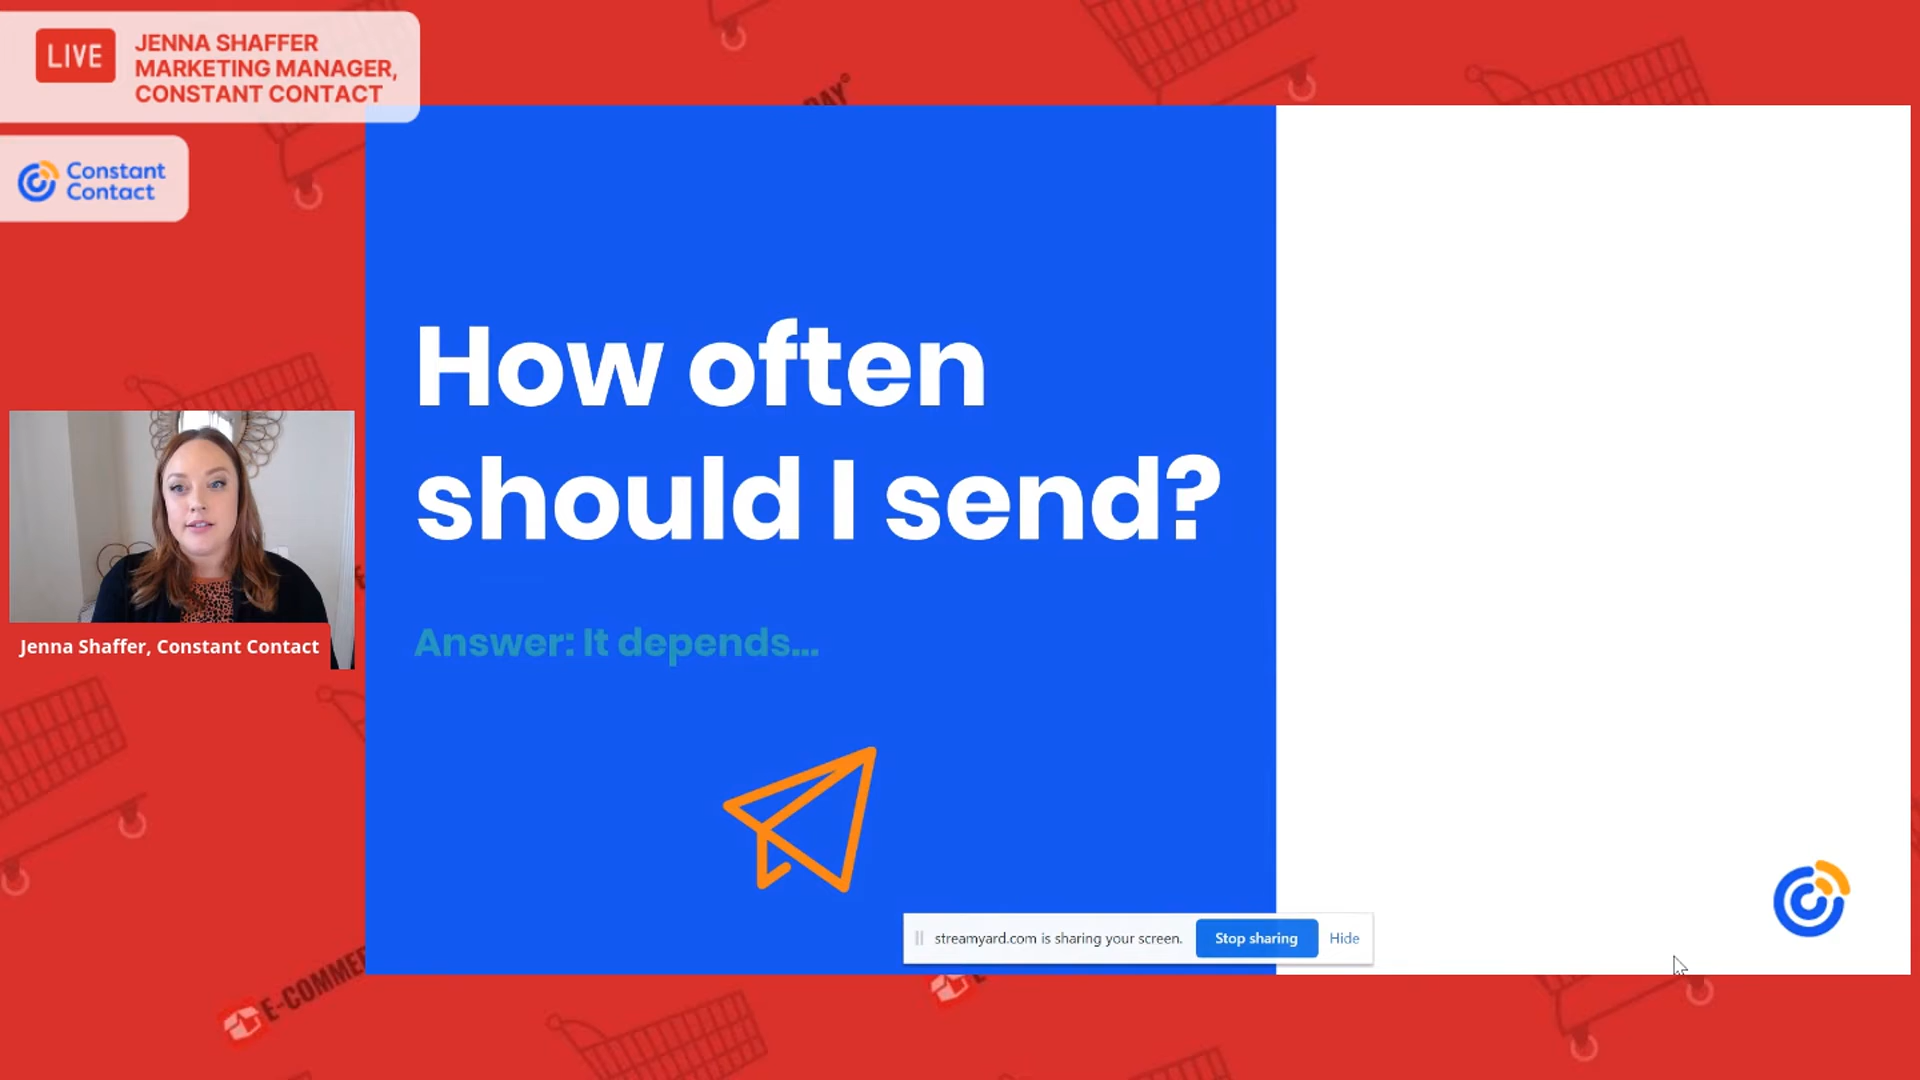 LIVE
JENNA SHAFFER
MARKETING MANAGER,
CONSTANT CONTACT
Constant
Contact
How often
should I send?
Answer: It depends...
Jenna Shaffer, Constant Contact
streamyard.com is sharing your screen.
Stop sharing
Hide
E-COMMER